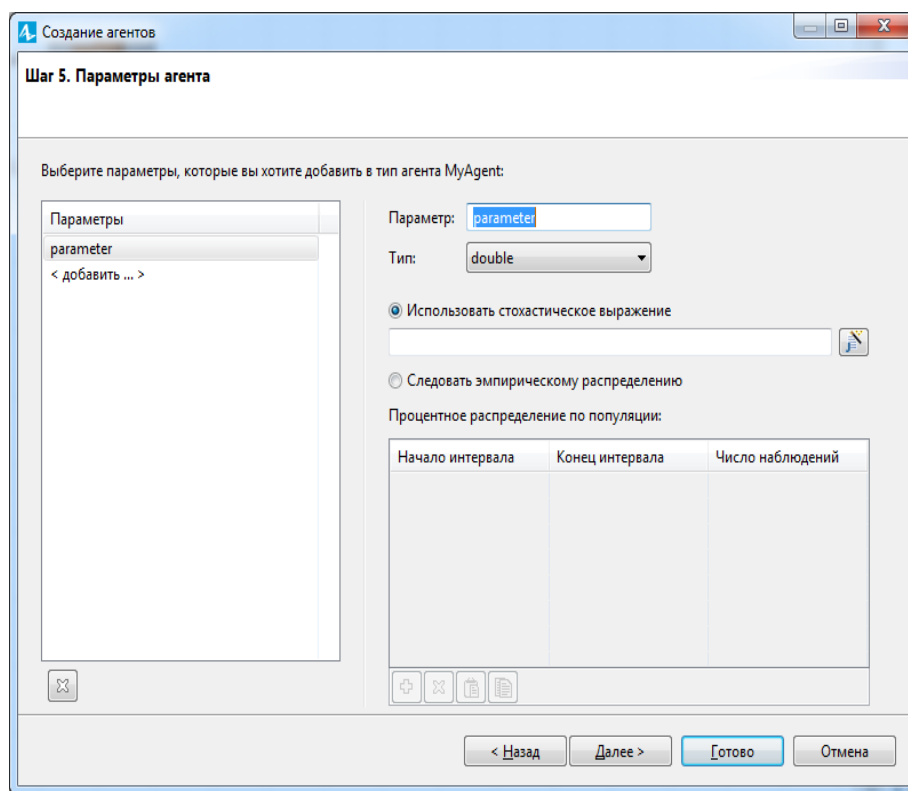 Создание агентов
Шаг 5. Параметры агента
Выберите параметры, которые вы хотите добавить в тип агента MyAgent:
Параметры
parameter
< добавить ... >
Параметр: parameter
Тип: double
Использовать стохастическое выражение
Следовать эмпирическому распределению
Процентное распределение по популяции:
Начало интервала Конец интервала Число наблюдений
< Назад Далее > Готово Отмена